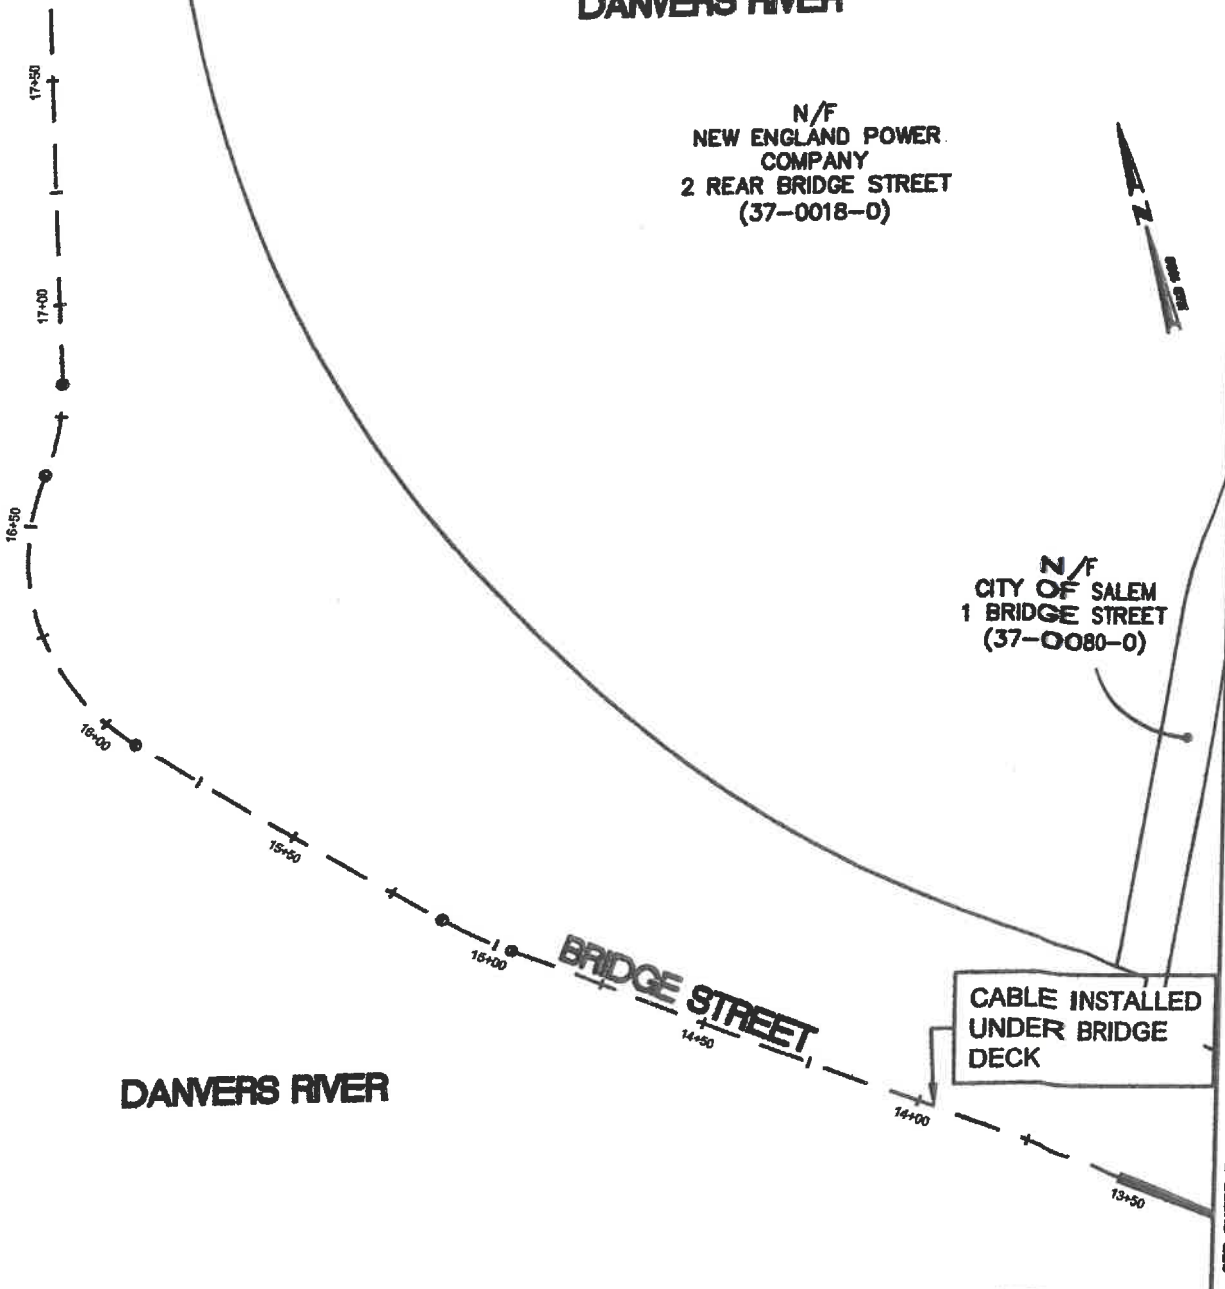 DANVERS RIVER
17+50
N/F
NEW ENGLAND POWER
COMPANY
2 REAR BRIDGE STREET
(37-0018-0)
N
17+00
16+50
N/F
CITY OF SALEM
1 BRIDGE STREET
(37-0080-0)
16+00
15+50
BRIDGE STREET
15+00
CABLE INSTALLED
UNDER BRIDGE
DECK
14+50
DANVERS RIVER
14+00
13+50